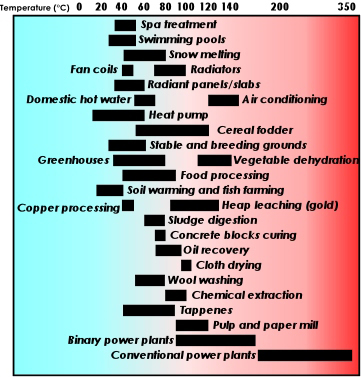 Temperature (°C) 0 20 40 60 80 100 120 140 200 350
Spa treatment
Swimming pools
Snow melting
Fan coils Radiators
Radiant panels/slabs
Domestic hot water Air conditioning
Heat pump
Cereal fodder
Stable and breeding grounds
Greenhouses Vegetable dehydration
Food processing
Soil warming and fish farming
Copper processing Heap leaching (gold)
Sludge digestion
Concrete blocks curing
Oil recovery
Cloth drying
Wool washing
Chemical extraction
Tappenes
Pulp and paper mill
Binary power plants
Conventional power plants